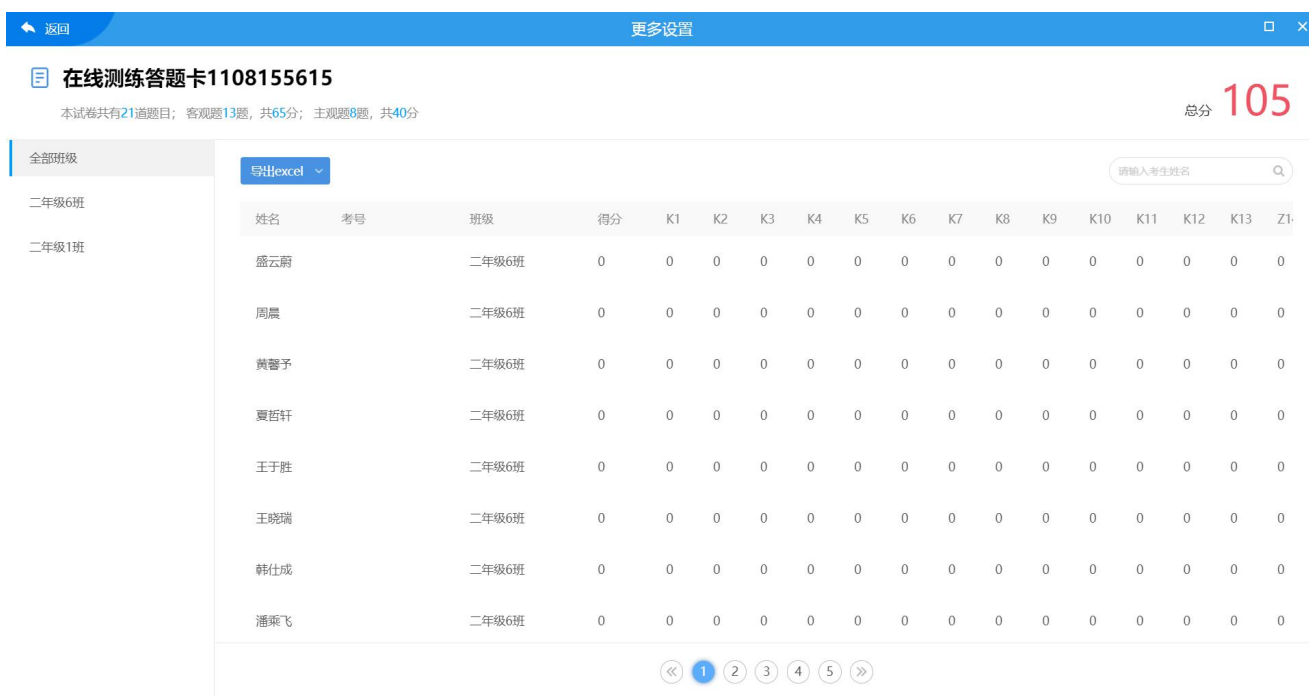 返回 更多设置
在线测练答题卡1108155615
本试卷共有21道题目； 客观题13题，共65分； 主观题8题，共40分
总分 105
全部班级
二年级6班
二年级1班
导出excel 请输入考生姓名
姓名 考号 班级 得分 K1 K2 K3 K4 K5 K6 K7 K8 K9 K10 K11 K12 K13
盛云蔚 二年级6班 0 0 0 0 0 0 0 0 0 0 0 0 0 0 0
周晨 二年级6班 0 0 0 0 0 0 0 0 0 0 0 0 0 0 0
黄馨予 二年级6班 0 0 0 0 0 0 0 0 0 0 0 0 0 0 0
夏哲轩 二年级6班 0 0 0 0 0 0 0 0 0 0 0 0 0 0 0
王于胜 二年级6班 0 0 0 0 0 0 0 0 0 0 0 0 0 0 0
王晓瑞 二年级6班 0 0 0 0 0 0 0 0 0 0 0 0 0 0 0
韩仕成 二年级6班 0 0 0 0 0 0 0 0 0 0 0 0 0 0 0
潘乘飞 二年级6班 0 0 0 0 0 0 0 0 0 0 0 0 0 0 0
1 2 3 4 5